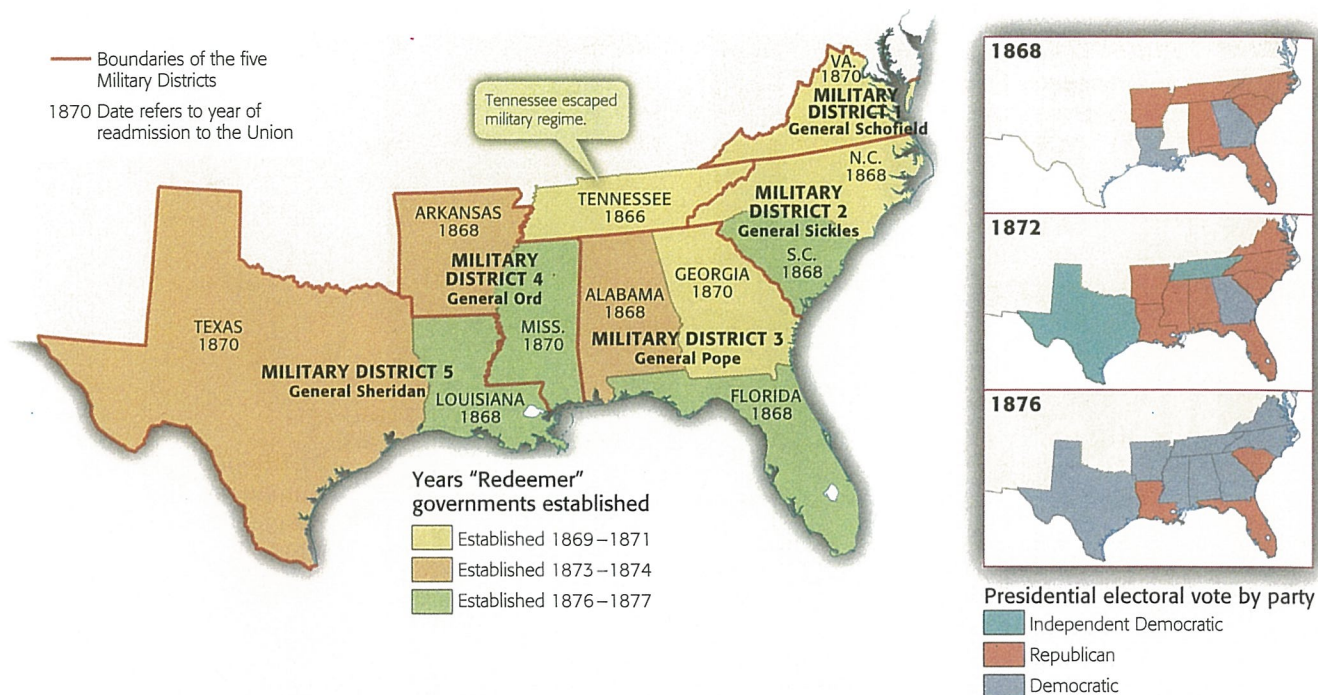 Boundaries of the five
Military Districts
1870 Date refers to year of
readmission to the Union
Tennessee escaped
military regime.
VA.
1870
MILITARY
DISTRICT 1
General Schofield
N.C.
1868
TENNESSEE
1866
MILITARY
DISTRICT 2
General Sickles
ARKANSAS
1868
S.C.
1868
MILITARY
DISTRICT 4
General Ord
GEORGIA
1870
ALABAMA
1868
TEXAS
1870
MISS.
1870
MILITARY DISTRICT 3
General Pope
MILITARY DISTRICT 5
General Sheridan
LOUISIANA
1868
FLORIDA
1868
Years “Redeemer”
governments established
Established 1869–1871
Established 1873–1874
Established 1876–1877
1868
1872
1876
Presidential electoral vote by party
Independent Democratic
Republican
Democratic